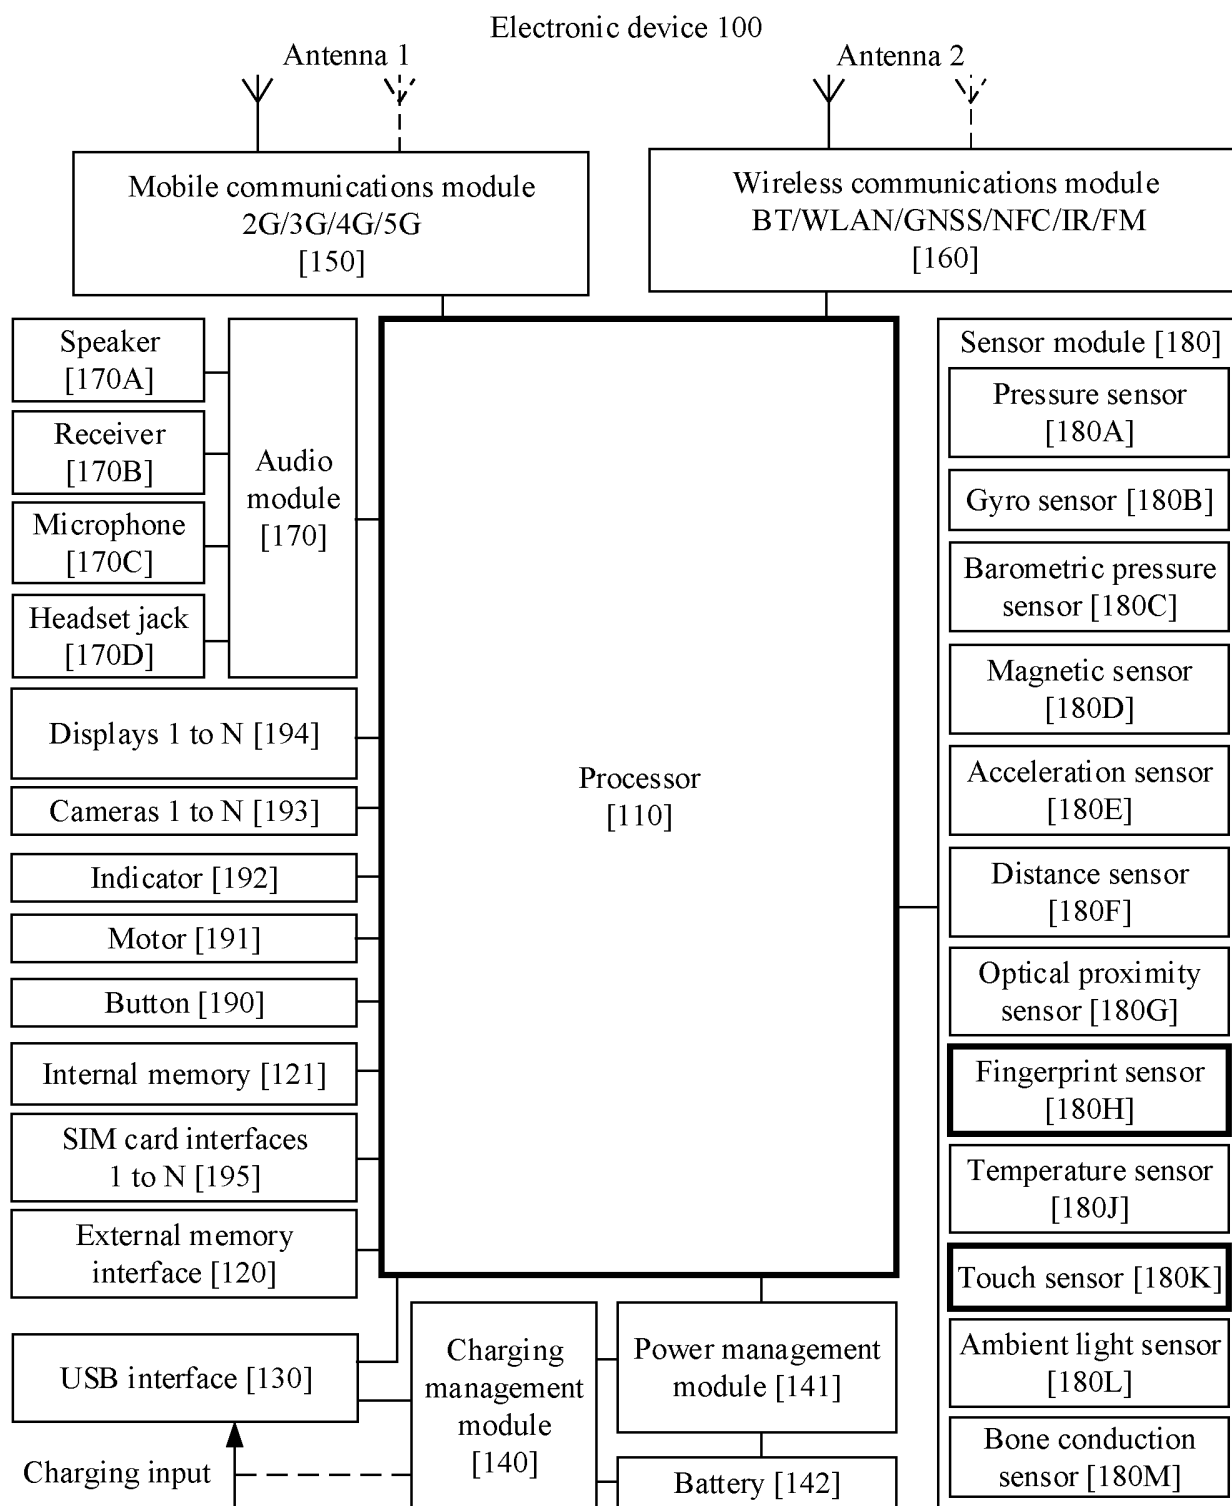 Electronic device 100
Antenna 1
Antenna 2
Mobile communications module
2G/3G/4G/5G
[150]
Wireless communications module
BT/WLAN/GNSS/NFC/IR/FM
[160]
Speaker
[170A]
Receiver
[170B]
Microphone
[170C]
Headset jack
[170D]
Audio
module
[170]
Displays 1 to N [194]
Cameras 1 to N [193]
Indicator [192]
Motor [191]
Button [190]
Internal memory [121]
SIM card interfaces
1 to N [195]
External memory
interface [120]
USB interface [130]
Charging input
Processor
[110]
Charging
management
module
[140]
Power management
module [141]
Battery [142]
Sensor module [180]
Pressure sensor
[180A]
Gyro sensor [180B]
Barometric pressure
sensor [180C]
Magnetic sensor
[180D]
Acceleration sensor
[180E]
Distance sensor
[180F]
Optical proximity
sensor [180G]
Fingerprint sensor
[180H]
Temperature sensor
[180J]
Touch sensor [180K]
Ambient light sensor
[180L]
Bone conduction
sensor [180M]